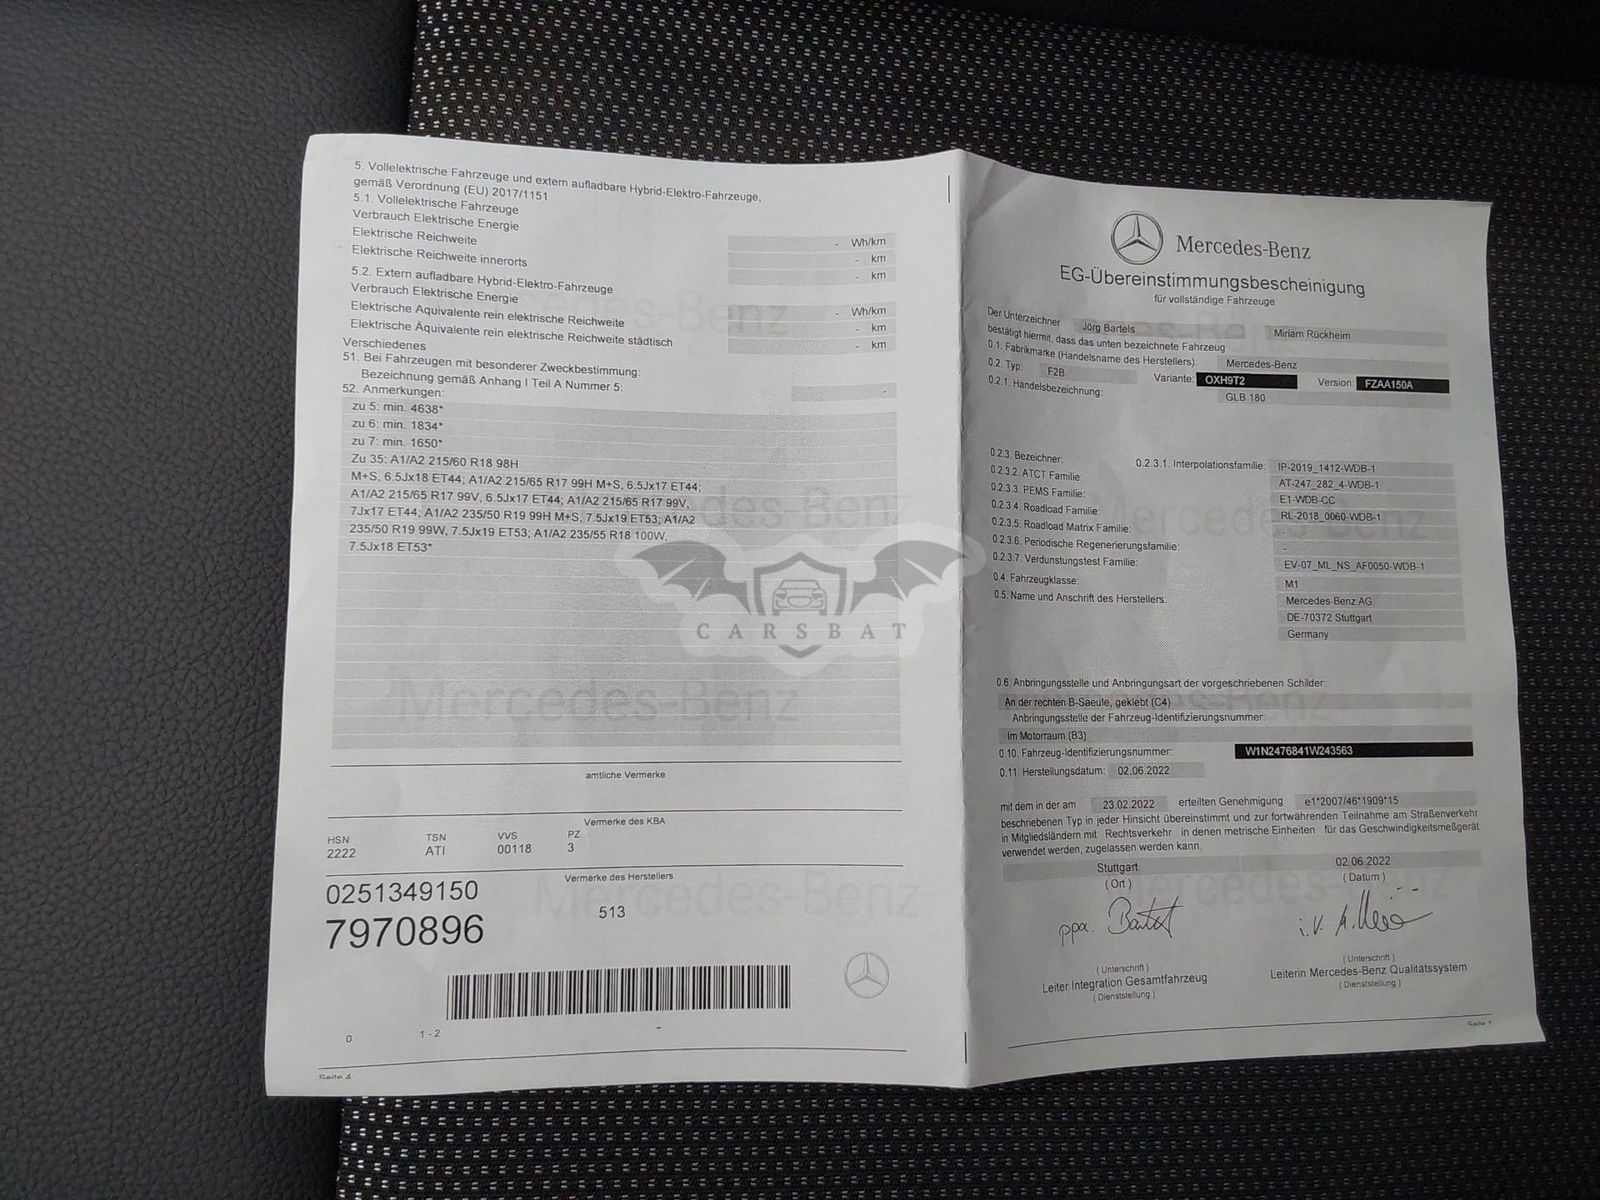 5. Vollelektrische Fahrzeuge und extern aufladbare Hybrid-Elektro-Fahrzeuge,
gemäß Verordnung (EU) 2017/1151
5.1. Vollelektrische Fahrzeuge
Verbrauch Elektrische Energie - Wh/km
Elektrische Reichweite - km
Elektrische Reichweite innerorts - km
5.2. Extern aufladbare Hybrid-Elektro-Fahrzeuge
Verbrauch Elektrische Energie - Wh/km
Elektrische Äquivalente rein elektrische Reichweite - km
Elektrische Äquivalente rein elektrische Reichweite städtisch - km
Verschiedenes
51. Bei Fahrzeugen mit besonderer Zweckbestimmung:
Bezeichnung gemäß Anhang I Teil A Nummer 5: -
52. Anmerkungen:
zu 5: min. 4638*
zu 6: min. 1834*
zu 7: min. 1650*
Zu 35: A1/A2 215/60 R18 98H
M+S, 6.5Jx18 ET44; A1/A2 215/65 R17 99H M+S, 6.5Jx17 ET44;
A1/A2 215/65 R17 99V, 6.5Jx17 ET44; A1/A2 215/65 R17 99V,
7Jx17 ET44; A1/A2 235/50 R19 99H M+S, 7.5Jx19 ET53; A1/A2
235/50 R19 99W, 7.5Jx19 ET53; A1/A2 235/55 R18 100W,
7.5Jx18 ET53*
amtliche Vermerke
Vermerke des KBA
HSN TSN VVS PZ
2222 ATI 00118 3
Vermerke des Herstellers
0251349150
513
7970896
0 1-2 -
Seite 4
Mercedes-Benz
EG-Übereinstimmungsbescheinigung
für vollständige Fahrzeuge
Der Unterzeichner Jörg Bartels Miriam Rückheim
bestätigt hiermit, dass das unten bezeichnete Fahrzeug
0.1. Fabrikmarke (Handelsname des Herstellers): Mercedes-Benz
0.2. Typ: F2B Variante: OXH9T2 Version: FZAA150A
0.2.1. Handelsbezeichnung: GLB 180
0.2.3. Bezeichner: 0.2.3.1. Interpolationsfamilie: IP-2019_1412-WDB-1
0.2.3.2. ATCT Familie: AT-247_282_4-WDB-1
0.2.3.3. PEMS Familie: E1-WDB-CC
0.2.3.4. Roadload Familie: RL-2018_0060-WDB-1
0.2.3.5. Roadload Matrix Familie: -
0.2.3.6. Periodische Regenerierungsfamilie: -
0.2.3.7. Verdunstungstest Familie: EV-07_ML_NS_AF0050-WDB-1
0.4. Fahrzeugklasse: M1
0.5. Name und Anschrift des Herstellers: Mercedes-Benz AG
DE-70372 Stuttgart
Germany
0.6. Anbringungsstelle und Anbringungsart der vorgeschriebenen Schilder:
An der rechten B-Saeule, geklebt (C4)
Anbringungsstelle der Fahrzeug-Identifizierungsnummer:
Im Motorraum (B3)
0.10. Fahrzeug-Identifizierungsnummer: W1N2476841W243563
0.11. Herstellungsdatum: 02.06.2022
mit dem in der am 23.02.2022 erteilten Genehmigung e1*2007/46*1909*15
beschriebenen Typ in jeder Hinsicht übereinstimmt und zur fortwährenden Teilnahme am Straßenverkehr
in Mitgliedsländern mit Rechtsverkehr in denen metrische Einheiten für das Geschwindigkeitsmeßgerät
verwendet werden, zugelassen werden kann.
Stuttgart 02.06.2022
(Ort) (Datum)
ppa. i.V.
(Unterschrift) (Unterschrift)
Leiter Integration Gesamtfahrzeug Leiterin Mercedes-Benz Qualitätssystem
(Dienststellung) (Dienststellung)
Seite 1
CARSBAT